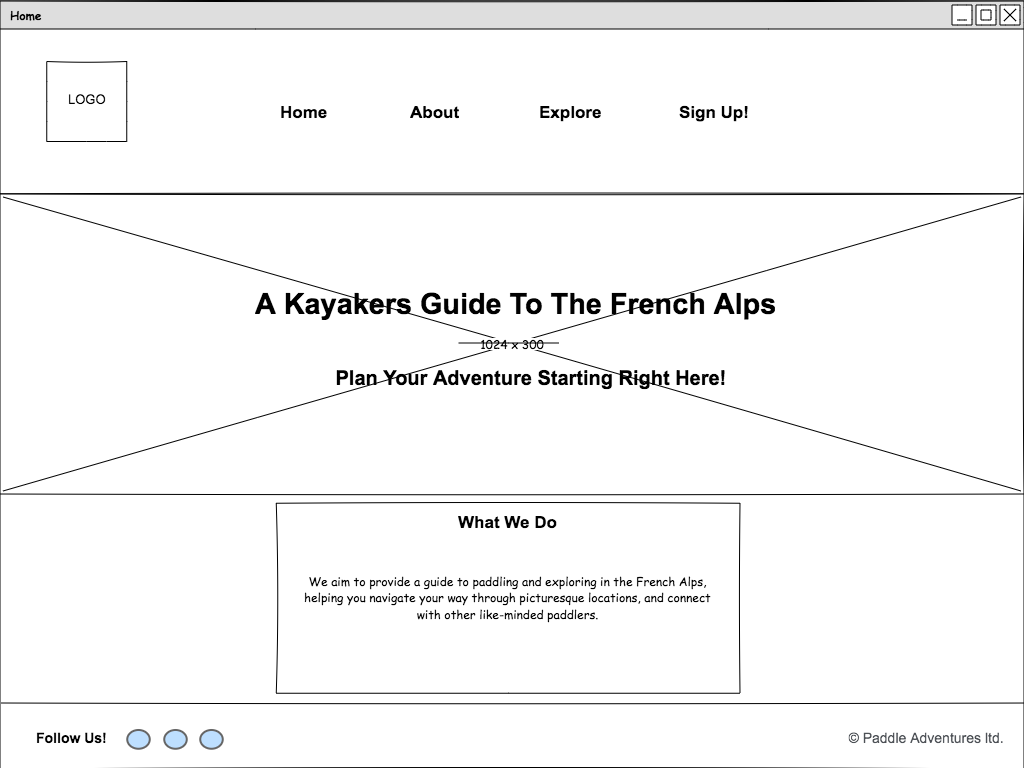 Home
LOGO
Home About Explore Sign Up!
A Kayakers Guide To The French Alps
1024 x 300
Plan Your Adventure Starting Right Here!
What We Do
We aim to provide a guide to paddling and exploring in the French Alps,
helping you navigate your way through picturesque locations, and connect
with other like-minded paddlers.
Follow Us!
© Paddle Adventures ltd.